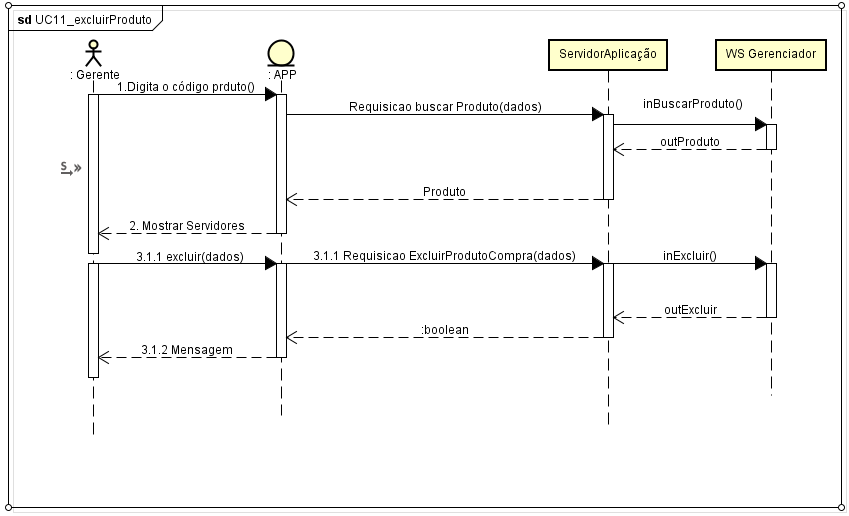 sd UC11_excluirProduto
: Gerente
: APP
ServidorAplicação
WS Gerenciador
1.Digita o código prduto()
Requisicao buscar Produto(dados)
inBuscarProduto()
outProduto
S
Produto
2. Mostrar Servidores
3.1.1 excluir(dados)
3.1.1 Requisicao ExcluirProdutoCompra(dados)
inExcluir()
outExcluir
:boolean
3.1.2 Mensagem